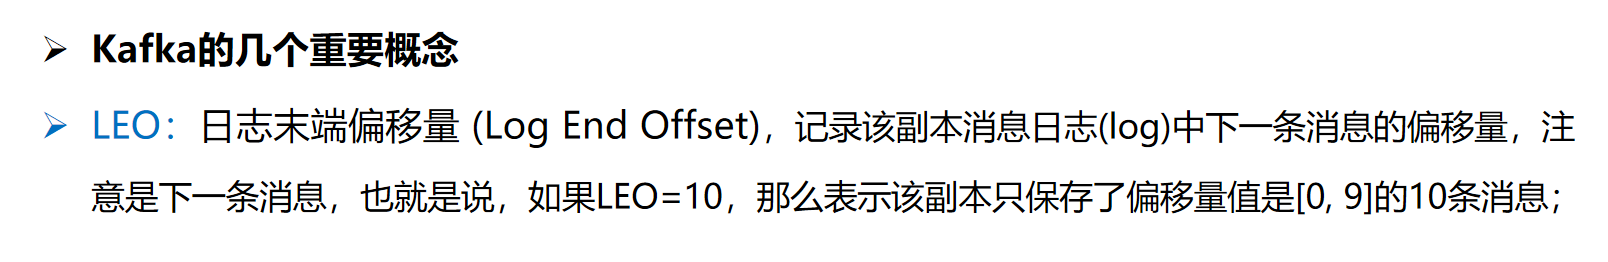 ➢ Kafka的几个重要概念
➢ LEO：日志末端偏移量 (Log End Offset)，记录该副本消息日志(log)中下一条消息的偏移量，注
意是下一条消息，也就是说，如果LEO=10，那么表示该副本只保存了偏移量值是[0, 9]的10条消息；